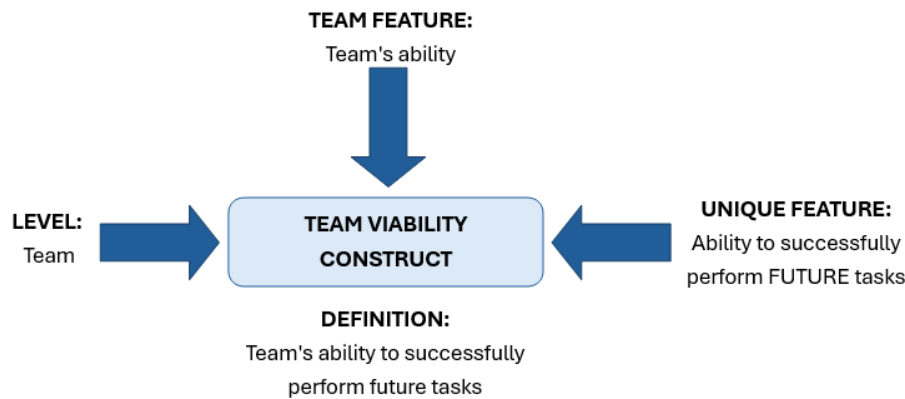 TEAM FEATURE:
Team's ability
LEVEL:
Team
TEAM VIABILITY
CONSTRUCT
UNIQUE FEATURE:
Ability to successfully
perform FUTURE tasks
DEFINITION:
Team's ability to successfully
perform future tasks